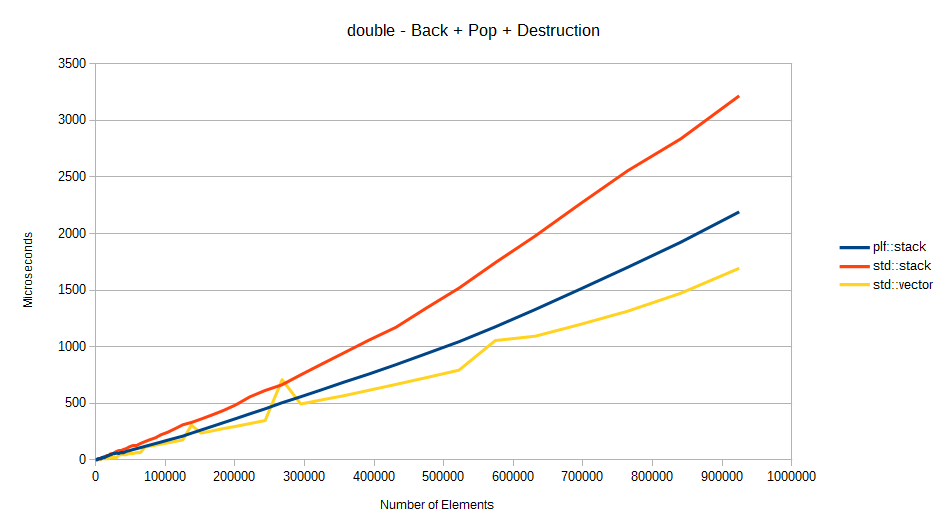 double - Back + Pop + Destruction
3500
3000
2500
2000
1500
1000
500
0
Microseconds
0 100000 200000 300000 400000 500000 600000 700000 800000 900000 1000000
Number of Elements
plf::stack
std::stack
std::vector